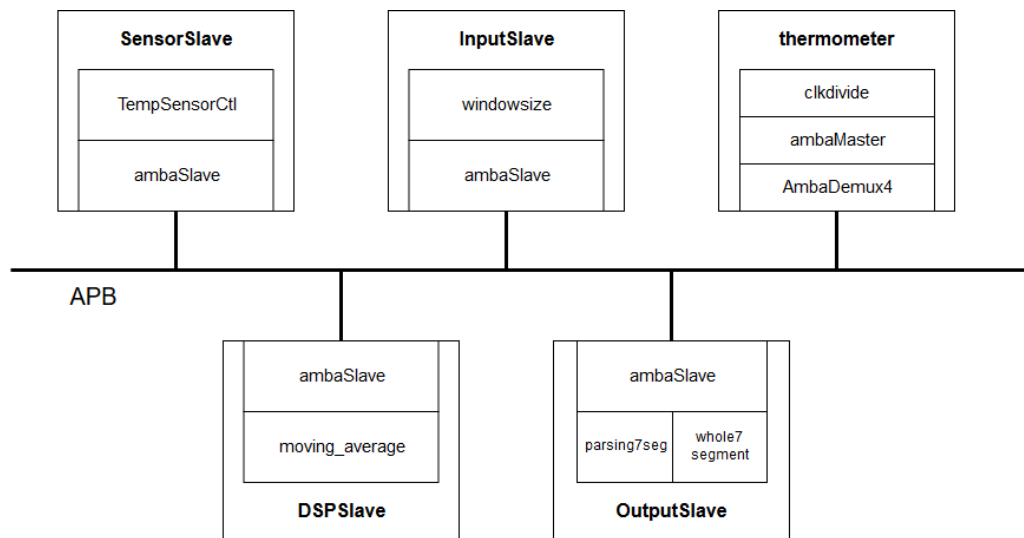 SensorSlave
TempSensorCtl
ambaSlave
InputSlave
windowsize
ambaSlave
thermometer
clkdivide
ambaMaster
AmbaDemux4
APB
ambaSlave
moving_average
DSPSlave
ambaSlave
parsing7seg
whole7
segment
OutputSlave